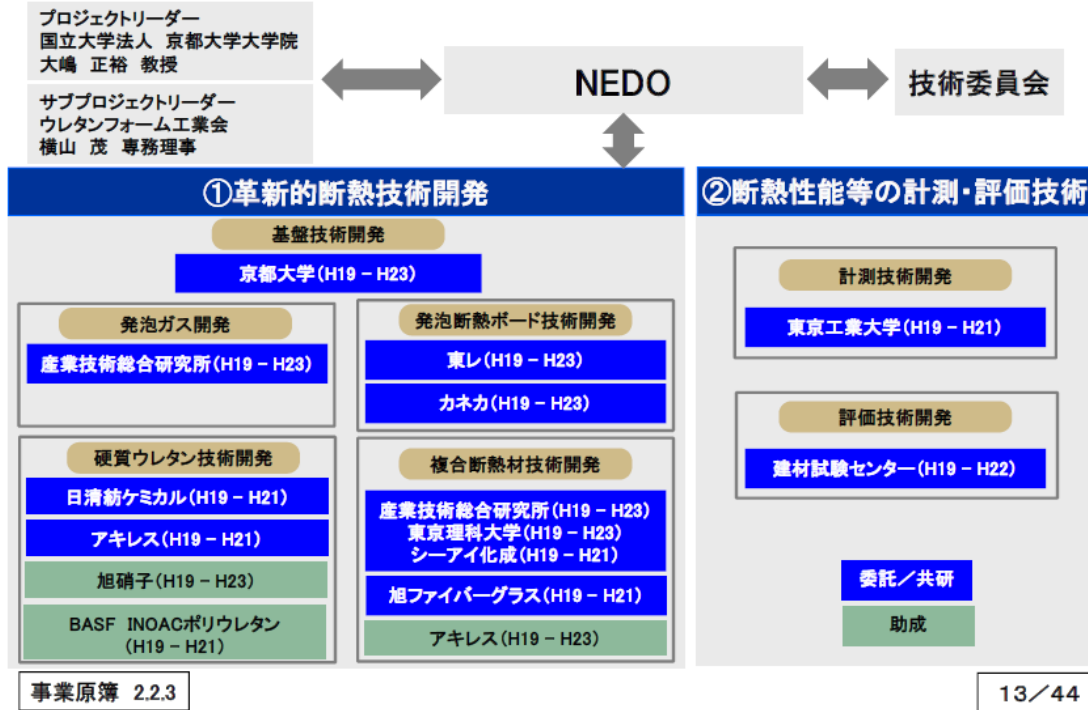 プロジェクトリーダー
国立大学法人 京都大学大学院
大嶋 正裕 教授
サブプロジェクトリーダー
ウレタンフォーム工業会
横山 茂 専務理事
NEDO
技術委員会
①革新的断熱技術開発
基盤技術開発
京都大学(H19 – H23)
発泡ガス開発
産業技術総合研究所(H19 – H23)
発泡断熱ボード技術開発
東レ(H19 – H23)
カネカ(H19 – H23)
硬質ウレタン技術開発
日清紡ケミカル(H19 – H21)
アキレス(H19 – H21)
旭硝子(H19 – H23)
BASF INOACポリウレタン
(H19 – H21)
複合断熱材技術開発
産業技術総合研究所(H19 – H23)
東京理科大学(H19 – H23)
シーアイ化成(H19 – H21)
旭ファイバーグラス(H19 – H21)
アキレス(H19 – H23)
②断熱性能等の計測・評価技術
計測技術開発
東京工業大学(H19 – H21)
評価技術開発
建材試験センター(H19 – H22)
委託／共研
助成
事業原簿 2.2.3
13／44